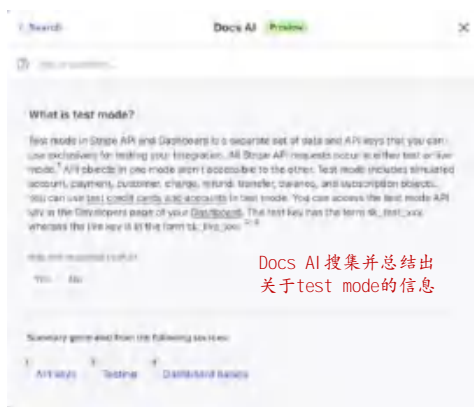 Search
Docs AI Preview
What is test mode?
Test mode in Stripe API and Dashboard is a separate set of data and API keys that you can
use exclusively for testing your integration. All Stripe API requests occur in either test or live
mode. API objects in one mode aren't accessible to the other. Test mode includes simulated
account, payment, customer, charge, refund, transfer, balance, and subscription objects.
You can use test credit cards and accounts in test mode. You can access the test mode API
key in the Developers page of your Dashboard. The test key has the form sk_test_xxx
whereas the live key is in the form sk_live_xxx
Docs AI搜集并总结出
关于test mode的信息
Yes No
Summary generated from the following sources:
API keys Testing Dashboard basics